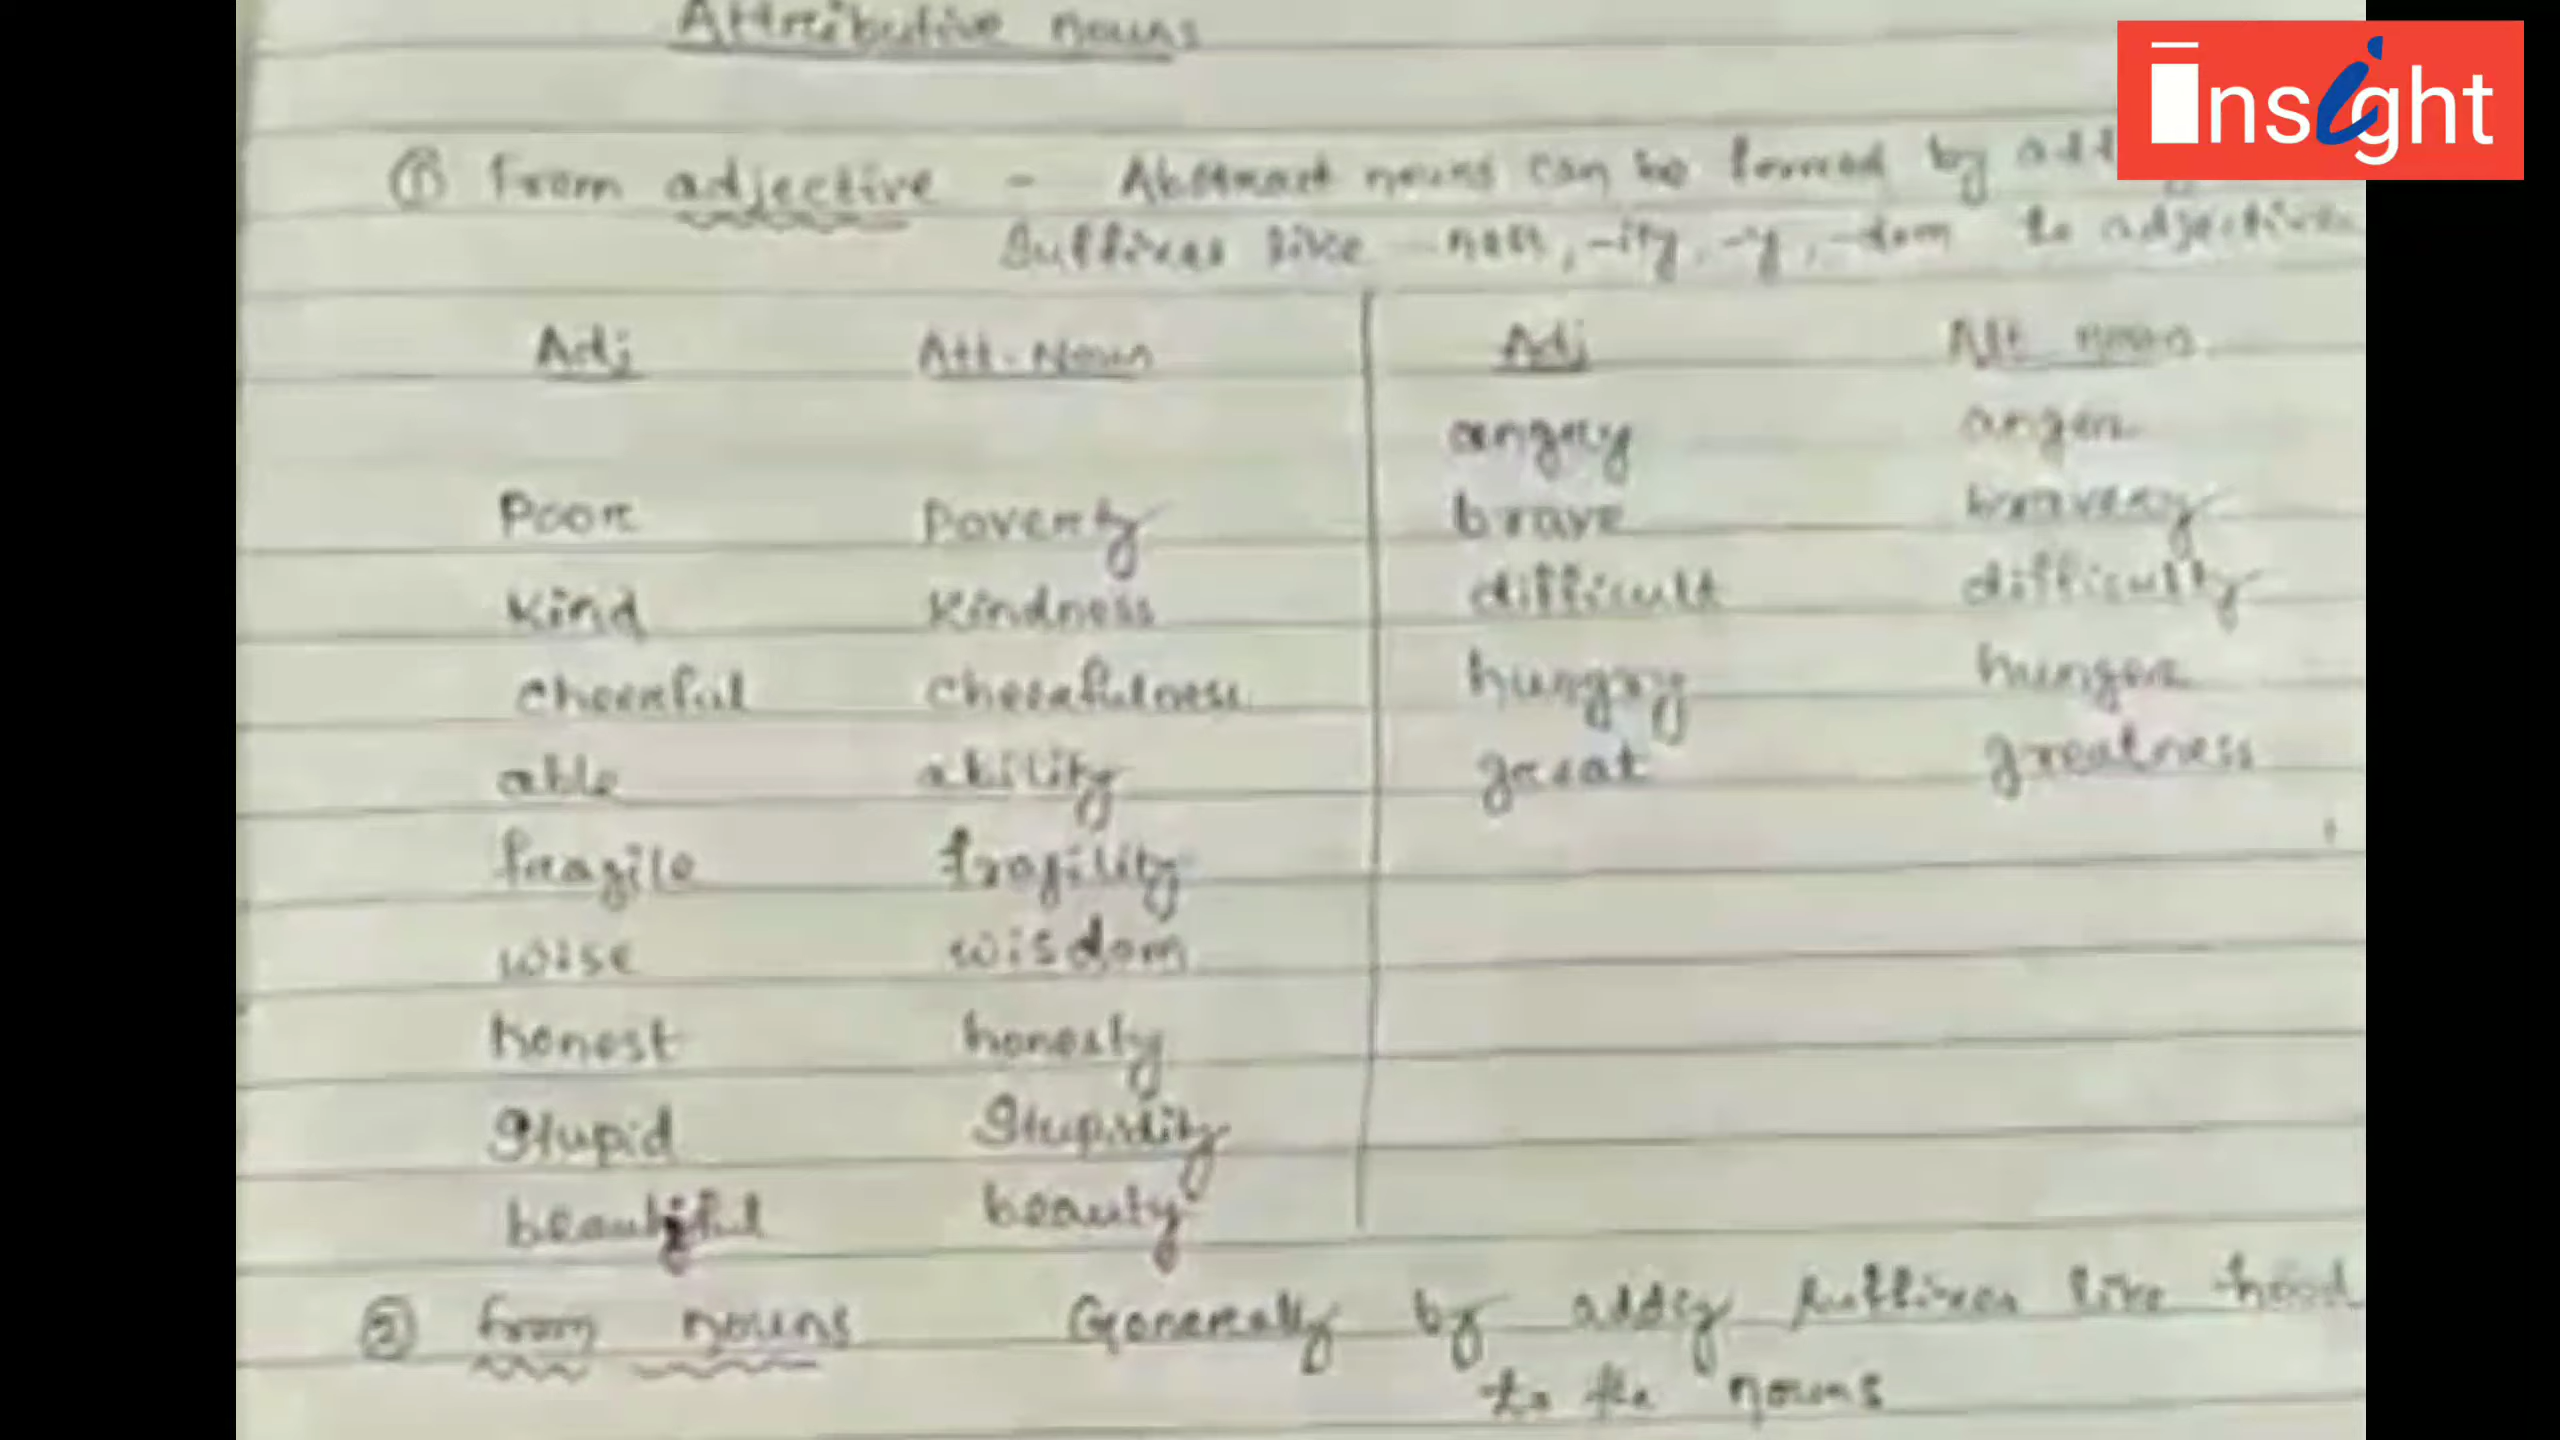 Attributive nouns
Insight
① From adjective - Abstract nouns can be formed by
Suffixes like -ness, -ity, -y, -dom to adjectives
Adj Att. Noun Adj Att. noun
angry anger
Poor Poverty brave bravery
Kind Kindness difficult difficulty
Cheerful Cheerfulness hungry hunger
able ability great greatness
fragile fragility
wise wisdom
honest honesty
Stupid Stupidity
beautiful beauty
② From nouns Generally by suffixes like -hood
to the nouns